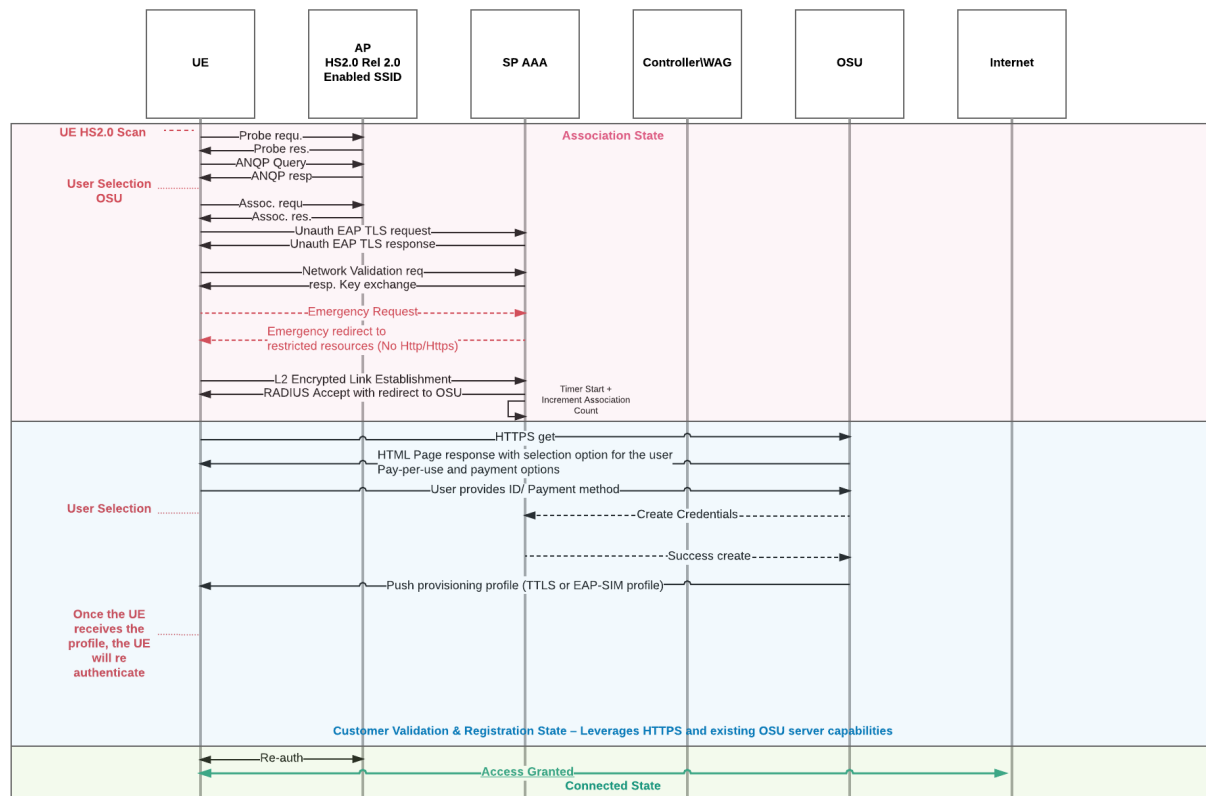 UE
AP
HS2.0 Rel 2.0
Enabled SSID
SP AAA
Controller\WAG
OSU
Internet
UE HS2.0 Scan
Association State
Probe requ.
Probe res.
ANQP Query
ANQP resp
User Selection
OSU
Assoc. requ
Assoc. res.
Unauth EAP TLS request
Unauth EAP TLS response
Network Validation req
resp. Key exchange
Emergency Request
Emergency redirect to
restricted resources (No Http/Https)
L2 Encrypted Link Establishment
RADIUS Accept with redirect to OSU
Timer Start +
Increment Association
Count
HTTPS get
HTML Page response with selection option for the user
Pay-per-use and payment options
User provides ID/ Payment method
User Selection
Create Credentials
Success create
Push provisioning profile (TTLS or EAP-SIM profile)
Once the UE
receives the
profile, the UE
will re
authenticate
Customer Validation & Registration State – Leverages HTTPS and existing OSU server capabilities
Re-auth
Access Granted
Connected State